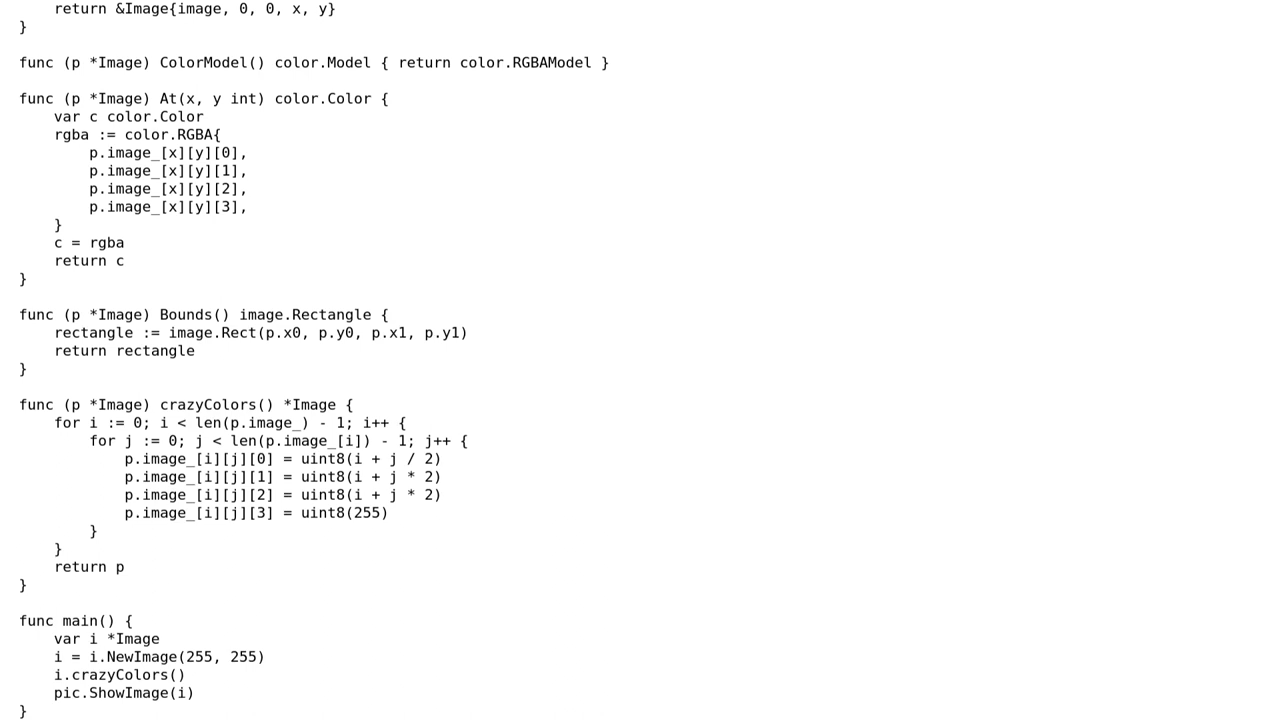 return &Image{image, 0, 0, x, y}
}

func (p *Image) ColorModel() color.Model { return color.RGBAModel }

func (p *Image) At(x, y int) color.Color {
    var c color.Color
    rgba := color.RGBA{
        p.image_[x][y][0],
        p.image_[x][y][1],
        p.image_[x][y][2],
        p.image_[x][y][3],
    }
    c = rgba
    return c
}

func (p *Image) Bounds() image.Rectangle {
    rectangle := image.Rect(p.x0, p.y0, p.x1, p.y1)
    return rectangle
}

func (p *Image) crazyColors() *Image {
    for i := 0; i < len(p.image_) - 1; i++ {
        for j := 0; j < len(p.image_[i]) - 1; j++ {
            p.image_[i][j][0] = uint8(i + j / 2)
            p.image_[i][j][1] = uint8(i + j * 2)
            p.image_[i][j][2] = uint8(i + j * 2)
            p.image_[i][j][3] = uint8(255)
        }
    }
    return p
}

func main() {
    var i *Image
    i = i.NewImage(255, 255)
    i.crazyColors()
    pic.ShowImage(i)
}